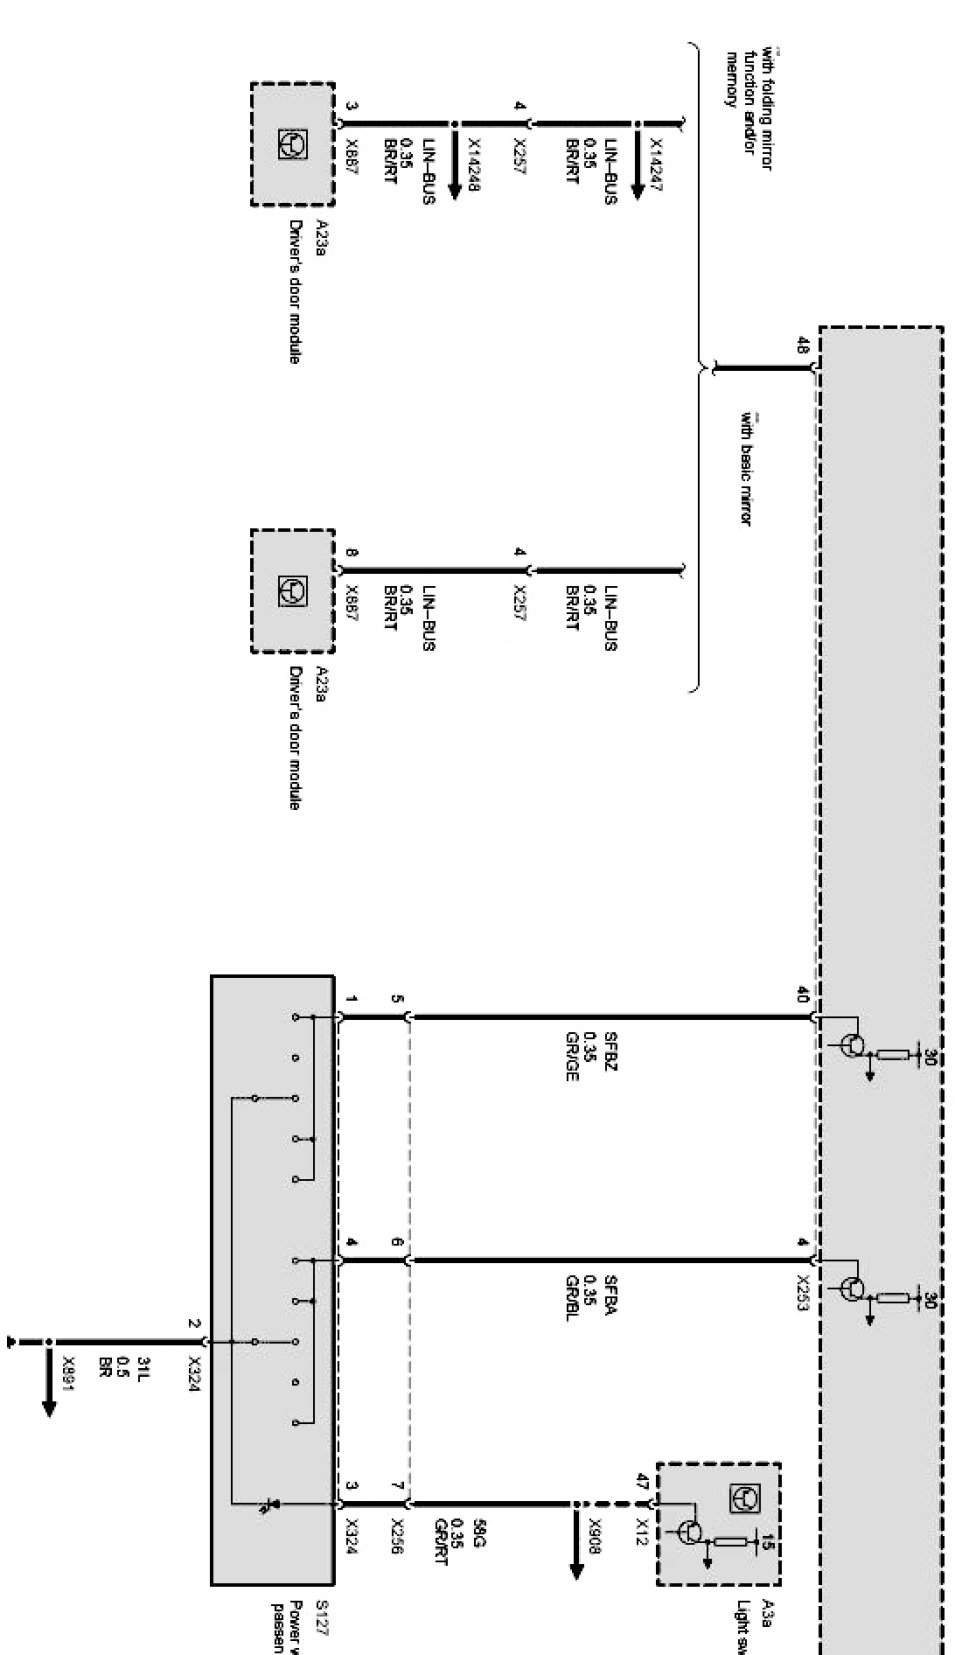 with folding mirror
function and/or
memory
with basic mirror
48
3
X887
LIN–BUS
0.35
BR/RT
X14248
4
X257
LIN–BUS
0.35
BR/RT
X14247
A23a
Driver's door module
8
X887
LIN–BUS
0.35
BR/RT
4
X257
LIN–BUS
0.35
BR/RT
A23a
Driver's door module
40
30
SFBZ
0.35
GR/GE
5
1
4
X253
30
SFBA
0.35
GR/BL
6
4
2
X324
31L
0.5
BR
X891
47
X12
15
A3a
Light sw
X908
58G
0.35
GR/RT
7
X256
3
X324
S127
Power
passen